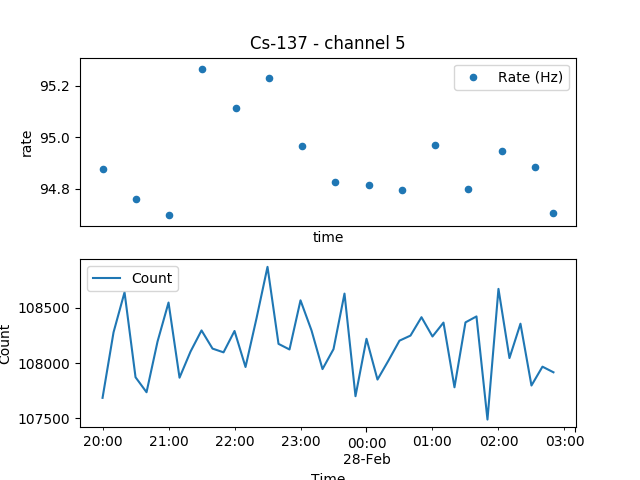 Cs-137 - channel 5
95.2
95.0
94.8
rate
Rate (Hz)
time
108500
108000
107500
Count
Count
20:00 21:00 22:00 23:00 00:00 01:00 02:00 03:00
28-Feb
Time